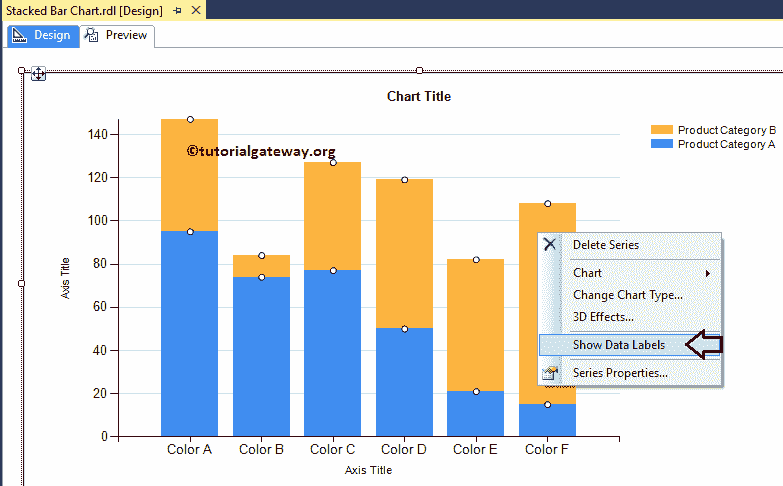 Stacked Bar Chart.rdl [Design]
Design Preview
Chart Title
Product Category B
Product Category A
©tutorialgateway.org
140
120
100
80
60
40
20
0
Axis Title
Delete Series
Chart
Change Chart Type...
3D Effects...
Show Data Labels
Series Properties...
Color A Color B Color C Color D Color E Color F
Axis Title